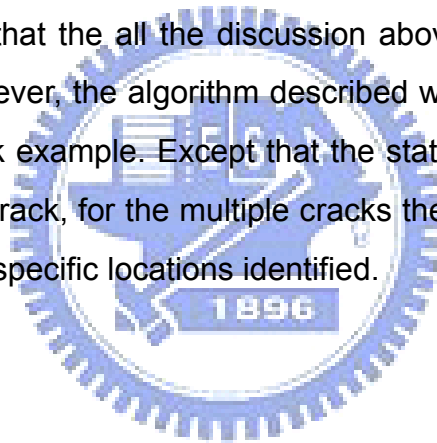 that the all the discussion above
ever, the algorithm described w
k example. Except that the stat
rack, for the multiple cracks the
specific locations identified.
1896